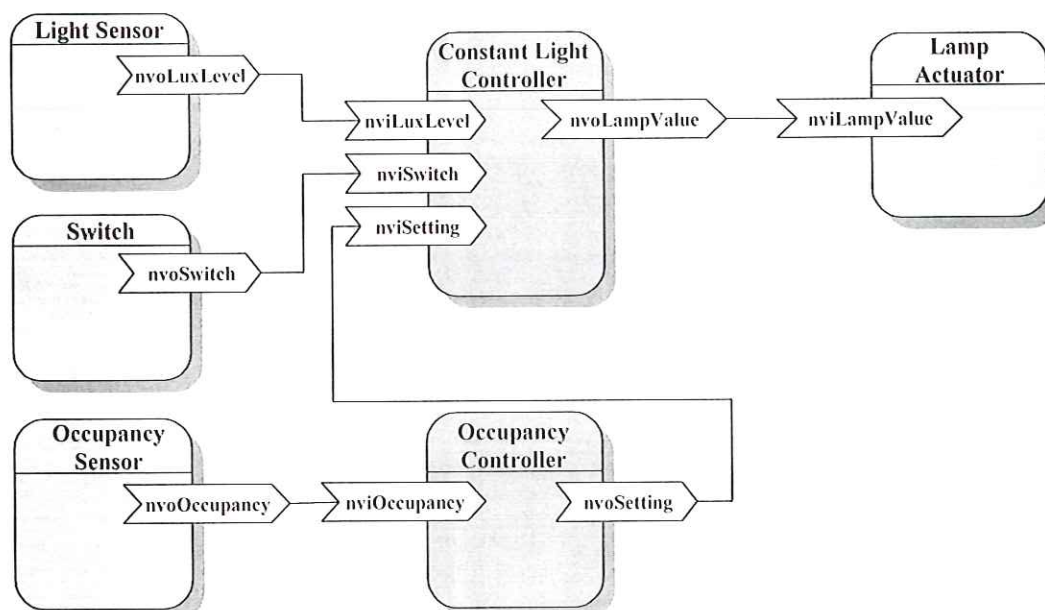 Light Sensor
nvoLuxLevel
Constant Light
Controller
nviLuxLevel
nviSwitch
nviSetting
nvoLampValue
Lamp
Actuator
nviLampValue
Switch
nvoSwitch
Occupancy
Sensor
nvoOccupancy
Occupancy
Controller
nviOccupancy
nvoSetting